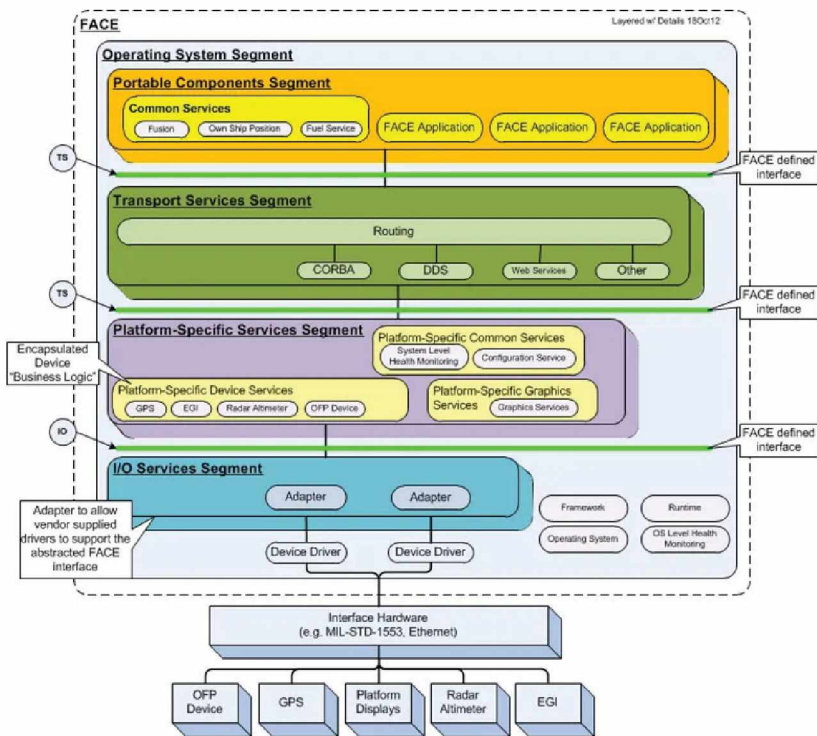 FACE
Layered w/ Details 18Oct12
Operating System Segment
Portable Components Segment
Common Services
Fusion
Own Ship Position
Fuel Service
FACE Application
FACE Application
FACE Application
TS
FACE defined
interface
Transport Services Segment
Routing
CORBA
DDS
Web Services
Other
TS
FACE defined
interface
Platform-Specific Services Segment
Platform-Specific Common Services
System Level
Health Monitoring
Configuration Service
Encapsulated
Device
"Business Logic"
Platform-Specific Device Services
GPS
EGI
Radar Altimeter
OFP Device
Platform-Specific Graphics
Services
Graphics Services
IO
FACE defined
interface
I/O Services Segment
Adapter
Adapter
Adapter to allow
vendor supplied
drivers to support the
abstracted FACE
interface
Framework
Runtime
Operating System
OS Level Health
Monitoring
Device Driver
Device Driver
Interface Hardware
(e.g. MIL-STD-1553, Ethernet)
OFP
Device
GPS
Platform
Displays
Radar
Altimeter
EGI